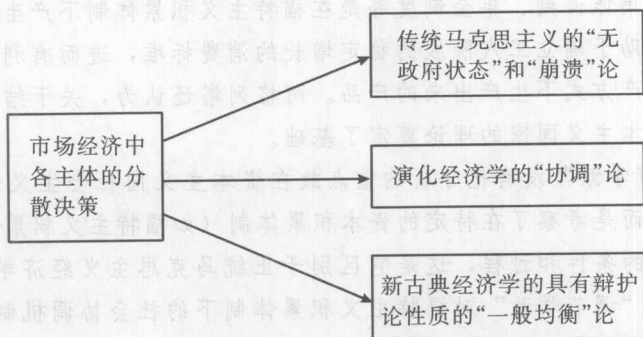 传统马克思主义的“无
政府状态”和“崩溃”论
市场经济中
各主体的分
散决策
演化经济学的“协调”论
新古典经济学的具有辩护
论性质的“一般均衡”论